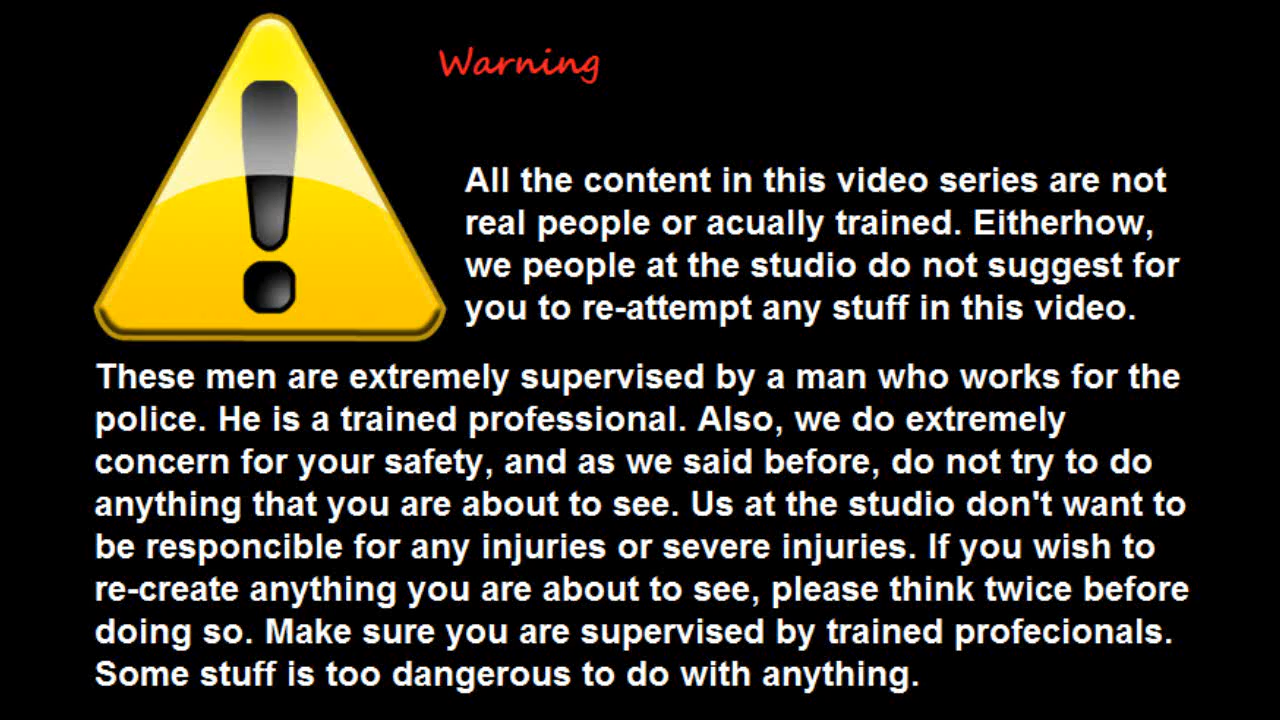 Warning
All the content in this video series are not
real people or acually trained. Eitherhow,
we people at the studio do not suggest for
you to re-attempt any stuff in this video.
These men are extremely supervised by a man who works for the
police. He is a trained professional. Also, we do extremely
concern for your safety, and as we said before, do not try to do
anything that you are about to see. Us at the studio don't want to
be responcible for any injuries or severe injuries. If you wish to
re-create anything you are about to see, please think twice before
doing so. Make sure you are supervised by trained profecionals.
Some stuff is too dangerous to do with anything.